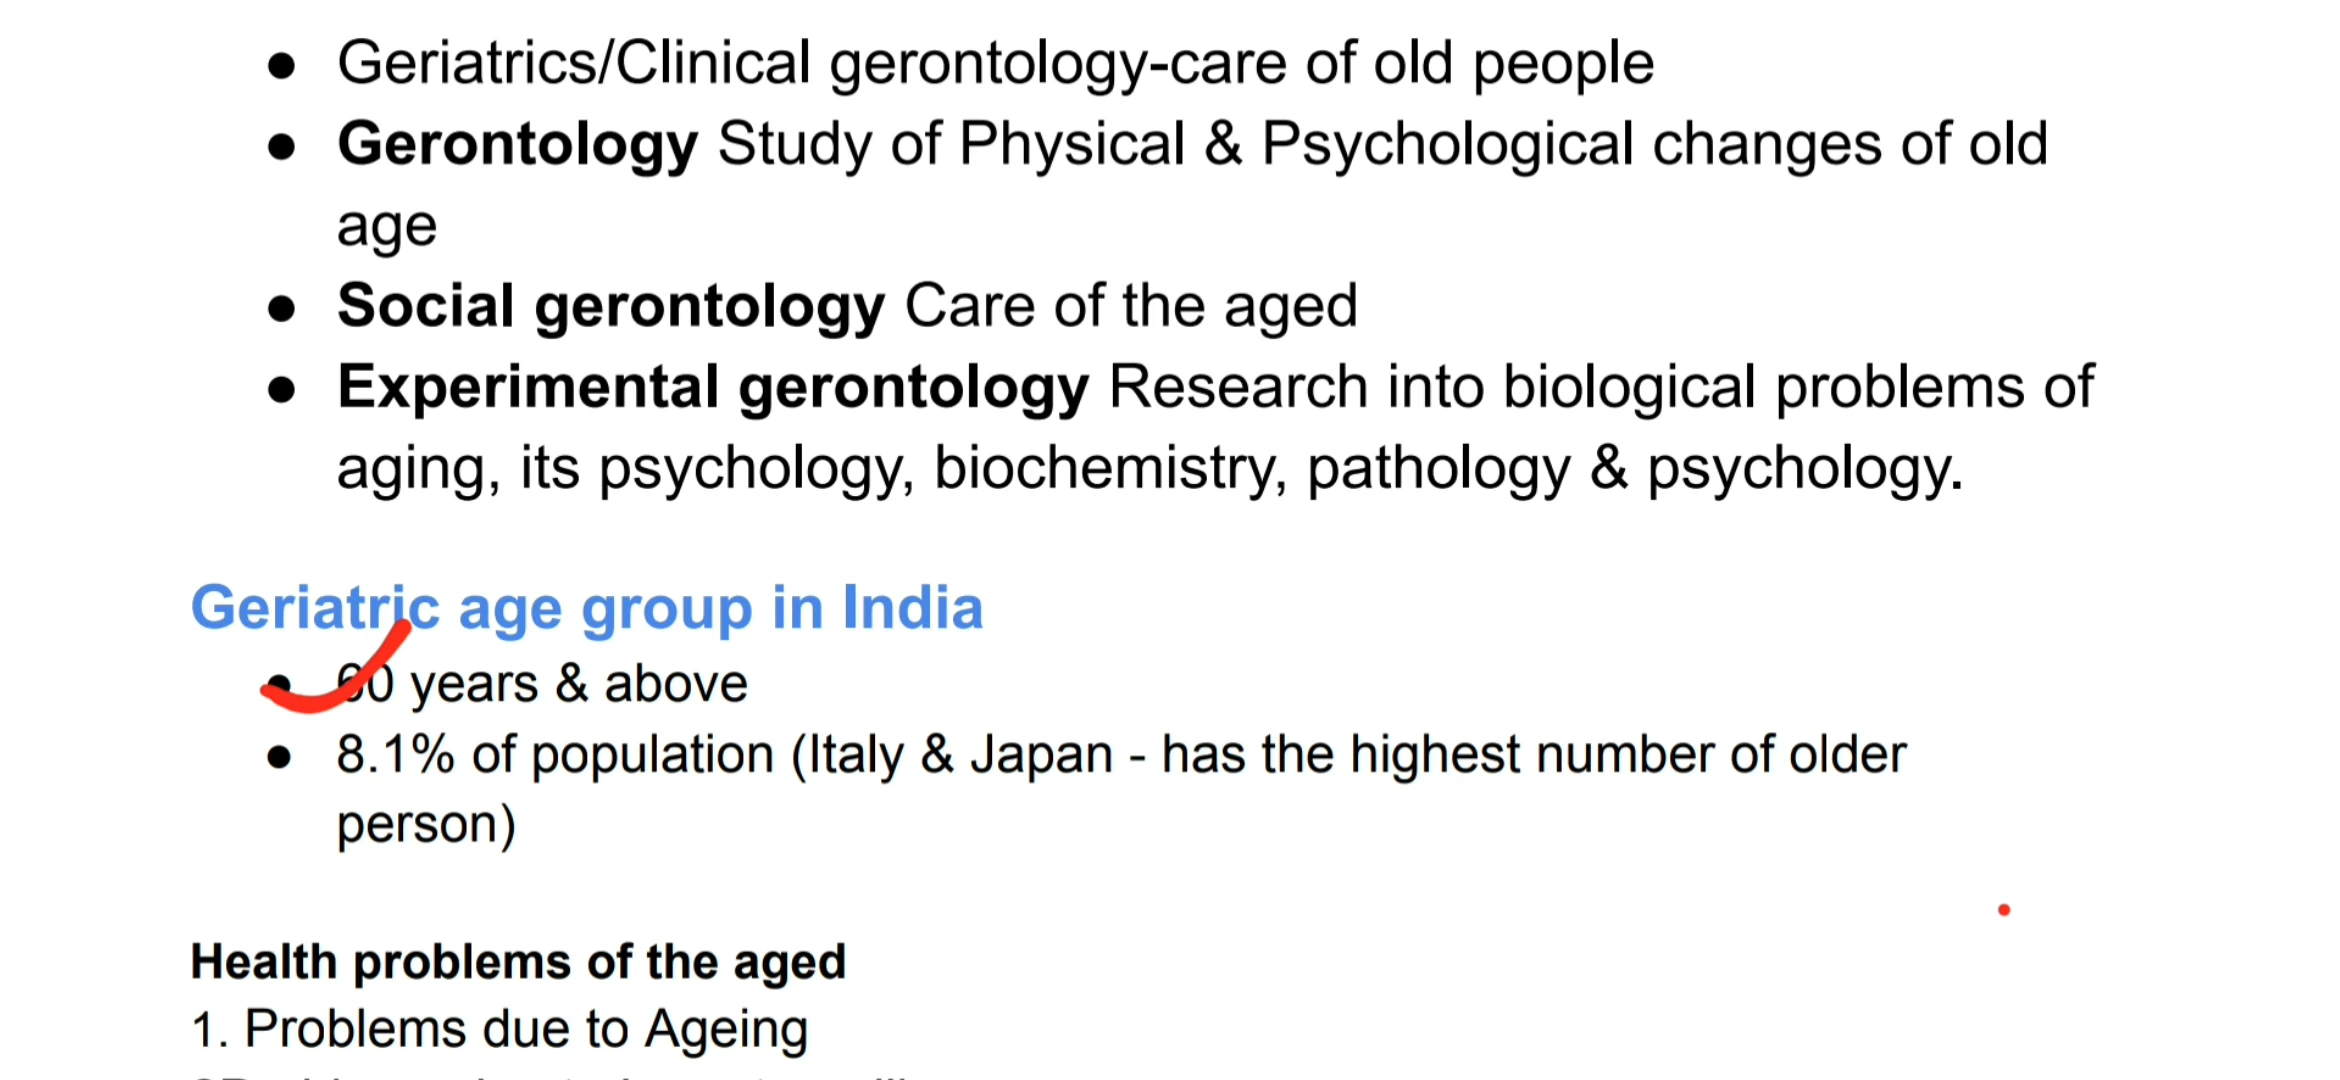 ● Geriatrics/Clinical gerontology-care of old people
● Gerontology Study of Physical & Psychological changes of old
age
● Social gerontology Care of the aged
● Experimental gerontology Research into biological problems of
aging, its psychology, biochemistry, pathology & psychology.
Geriatric age group in India
● 60 years & above
● 8.1% of population (Italy & Japan - has the highest number of older
person)
Health problems of the aged
1. Problems due to Ageing